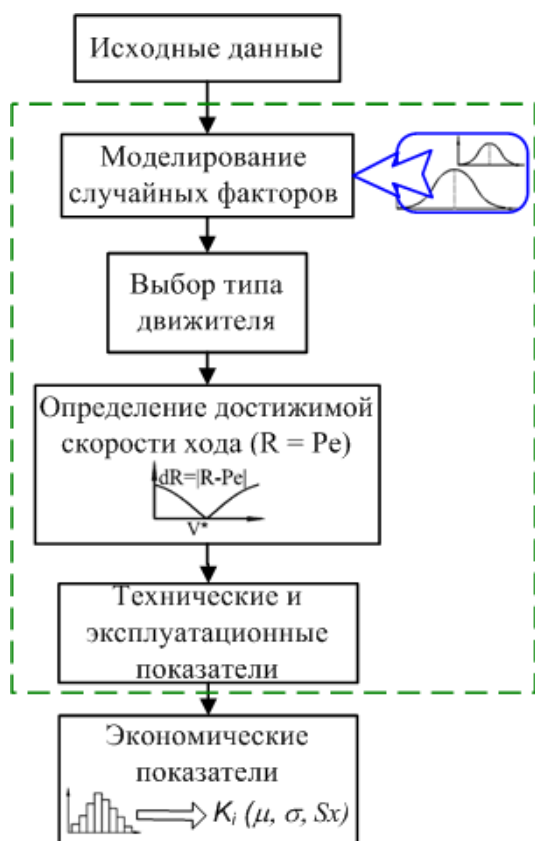 Исходные данные
Моделирование
случайных факторов
Выбор типа
движителя
Определение достижимой
скорости хода (R = Pe)
dR=|R-Pe|
V*
Технические и
эксплуатационные
показатели
Экономические
показатели
Ki (μ, σ, Sx)